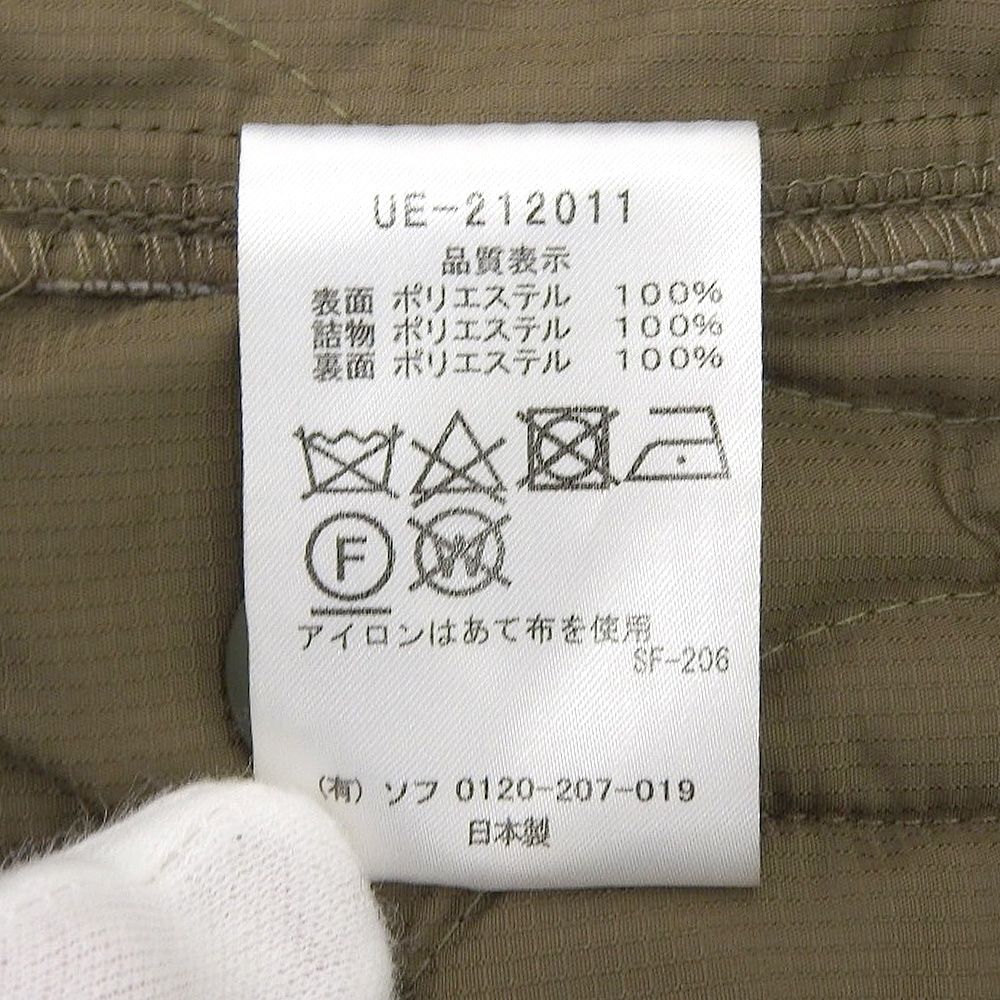 UE-212011
品質表示
表面 ポリエステル 100%
詰物 ポリエステル 100%
裏面 ポリエステル 100%
F W
アイロンはあて布を使用
SF-206
(有) ソフ 0120-207-019
日本製